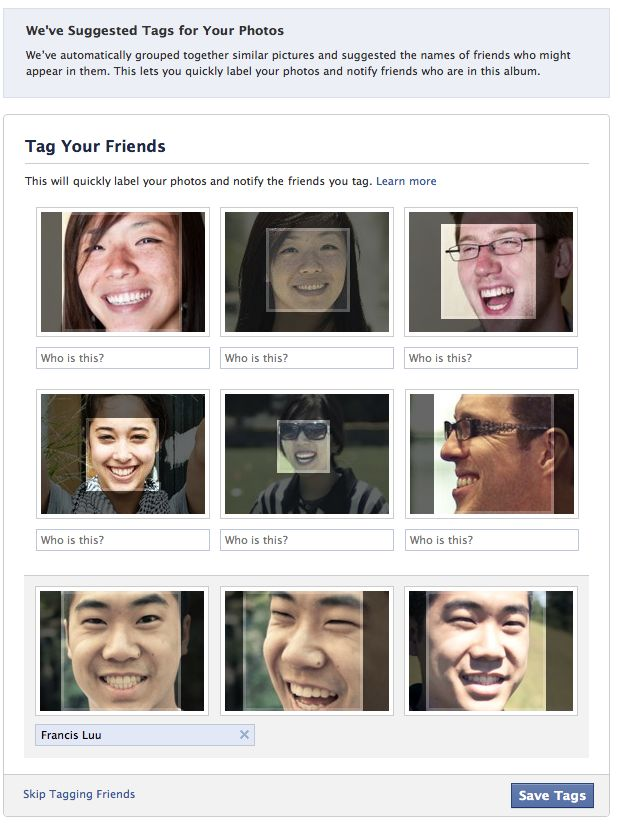 We've Suggested Tags for Your Photos
We've automatically grouped together similar pictures and suggested the names of friends who might
appear in them. This lets you quickly label your photos and notify friends who are in this album.
Tag Your Friends
This will quickly label your photos and notify the friends you tag. Learn more
Who is this?
Who is this?
Who is this?
Who is this?
Who is this?
Who is this?
Francis Luu
Skip Tagging Friends
Save Tags